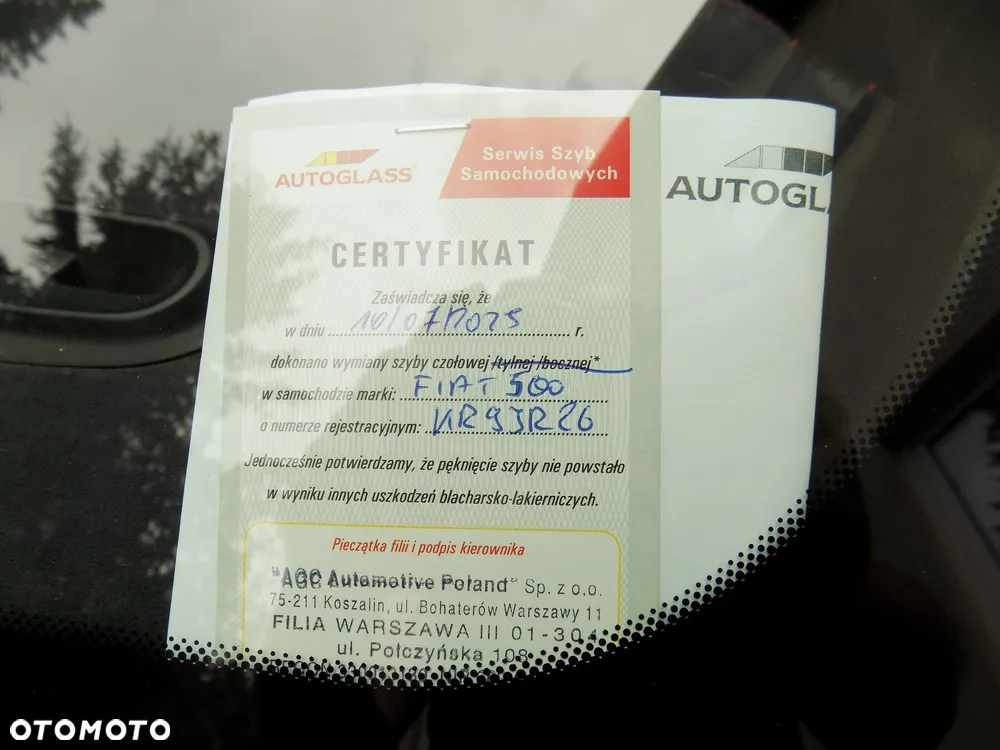 AUTOGLASS
Serwis Szyb
Samochodowych
AUTOGL
CERTYFIKAT
Zaświadcza się, że
w dniu 10/07/2025 r.
dokonano wymiany szyby czołowej /tylnej /bocznej*
w samochodzie marki: FIAT 500
o numerze rejestracyjnym: KR9JR26
Jednocześnie potwierdzamy, że pęknięcie szyby nie powstało
w wyniku innych uszkodzeń blacharsko-lakierniczych.
Pieczątka filii i podpis kierownika
"AGC Automotive Poland" Sp. z o.o.
75-211 Koszalin, ul. Bohaterów Warszawy 11
FILIA WARSZAWA III 01-304
ul. Połczyńska 108
OTOMOTO